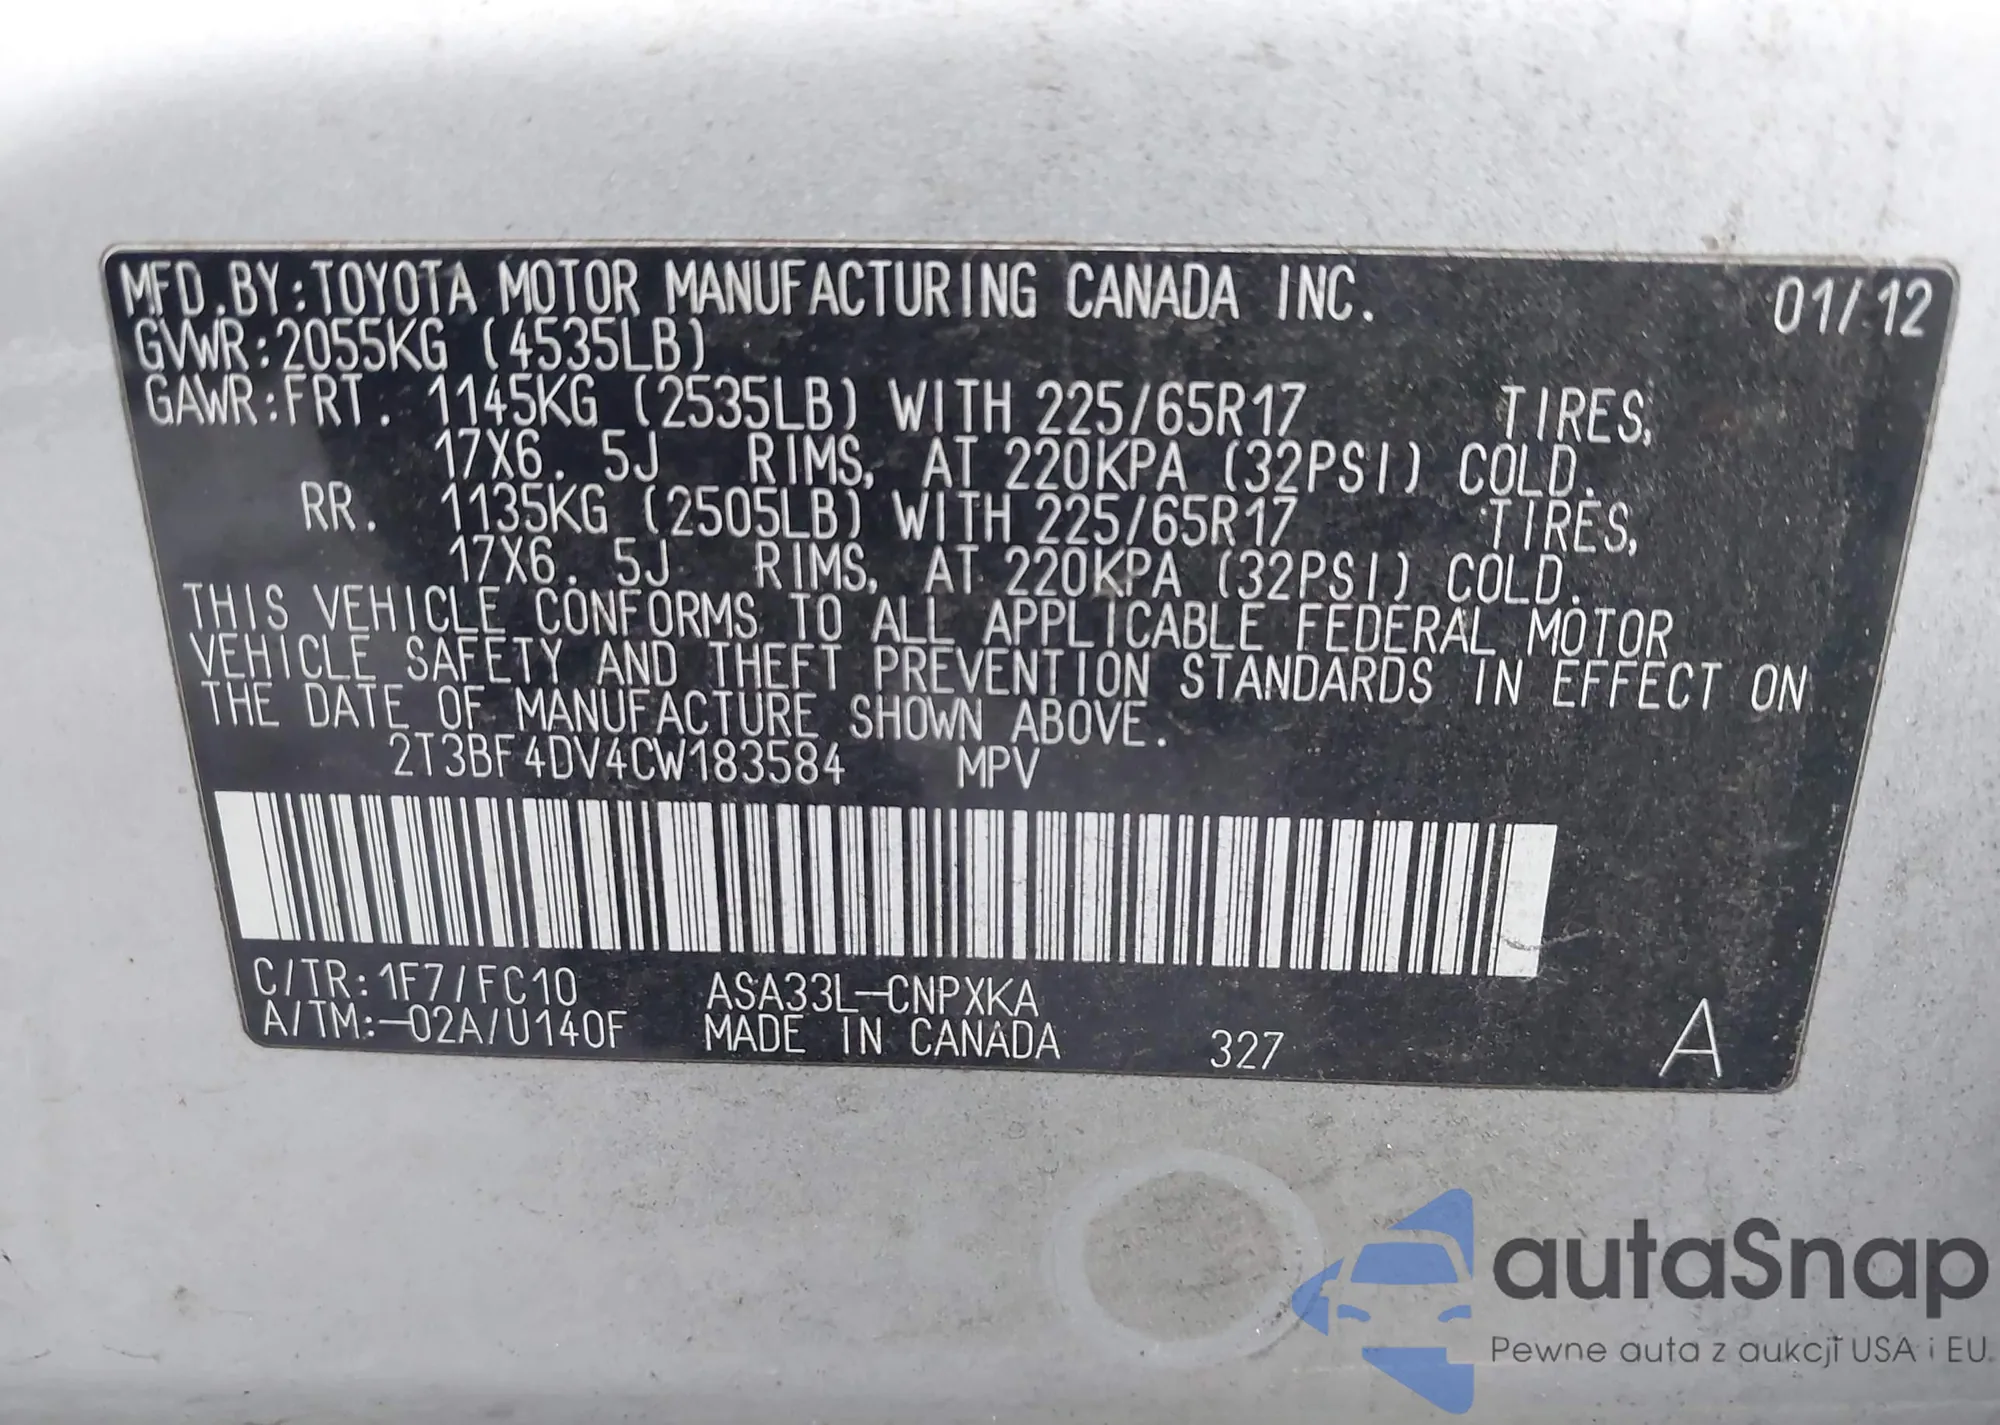 MFD.BY:TOYOTA MOTOR MANUFACTURING CANADA INC. 01/12
GVWR:2055KG (4535LB)
GAWR:FRT. 1145KG (2535LB) WITH 225/65R17 TIRES,
17X6.5J RIMS, AT 220KPA (32PSI) COLD.
RR. 1135KG (2505LB) WITH 225/65R17 TIRES,
17X6.5J RIMS, AT 220KPA (32PSI) COLD.
THIS VEHICLE CONFORMS TO ALL APPLICABLE FEDERAL MOTOR
VEHICLE SAFETY AND THEFT PREVENTION STANDARDS IN EFFECT ON
THE DATE OF MANUFACTURE SHOWN ABOVE.
2T3BF4DV4CW183584 MPV
C/TR:1F7/FC10 ASA33L-CNPXKA
A/TM:-02A/U140F MADE IN CANADA 327 A
autaSnap
Pewne auta z aukcji USA i EU